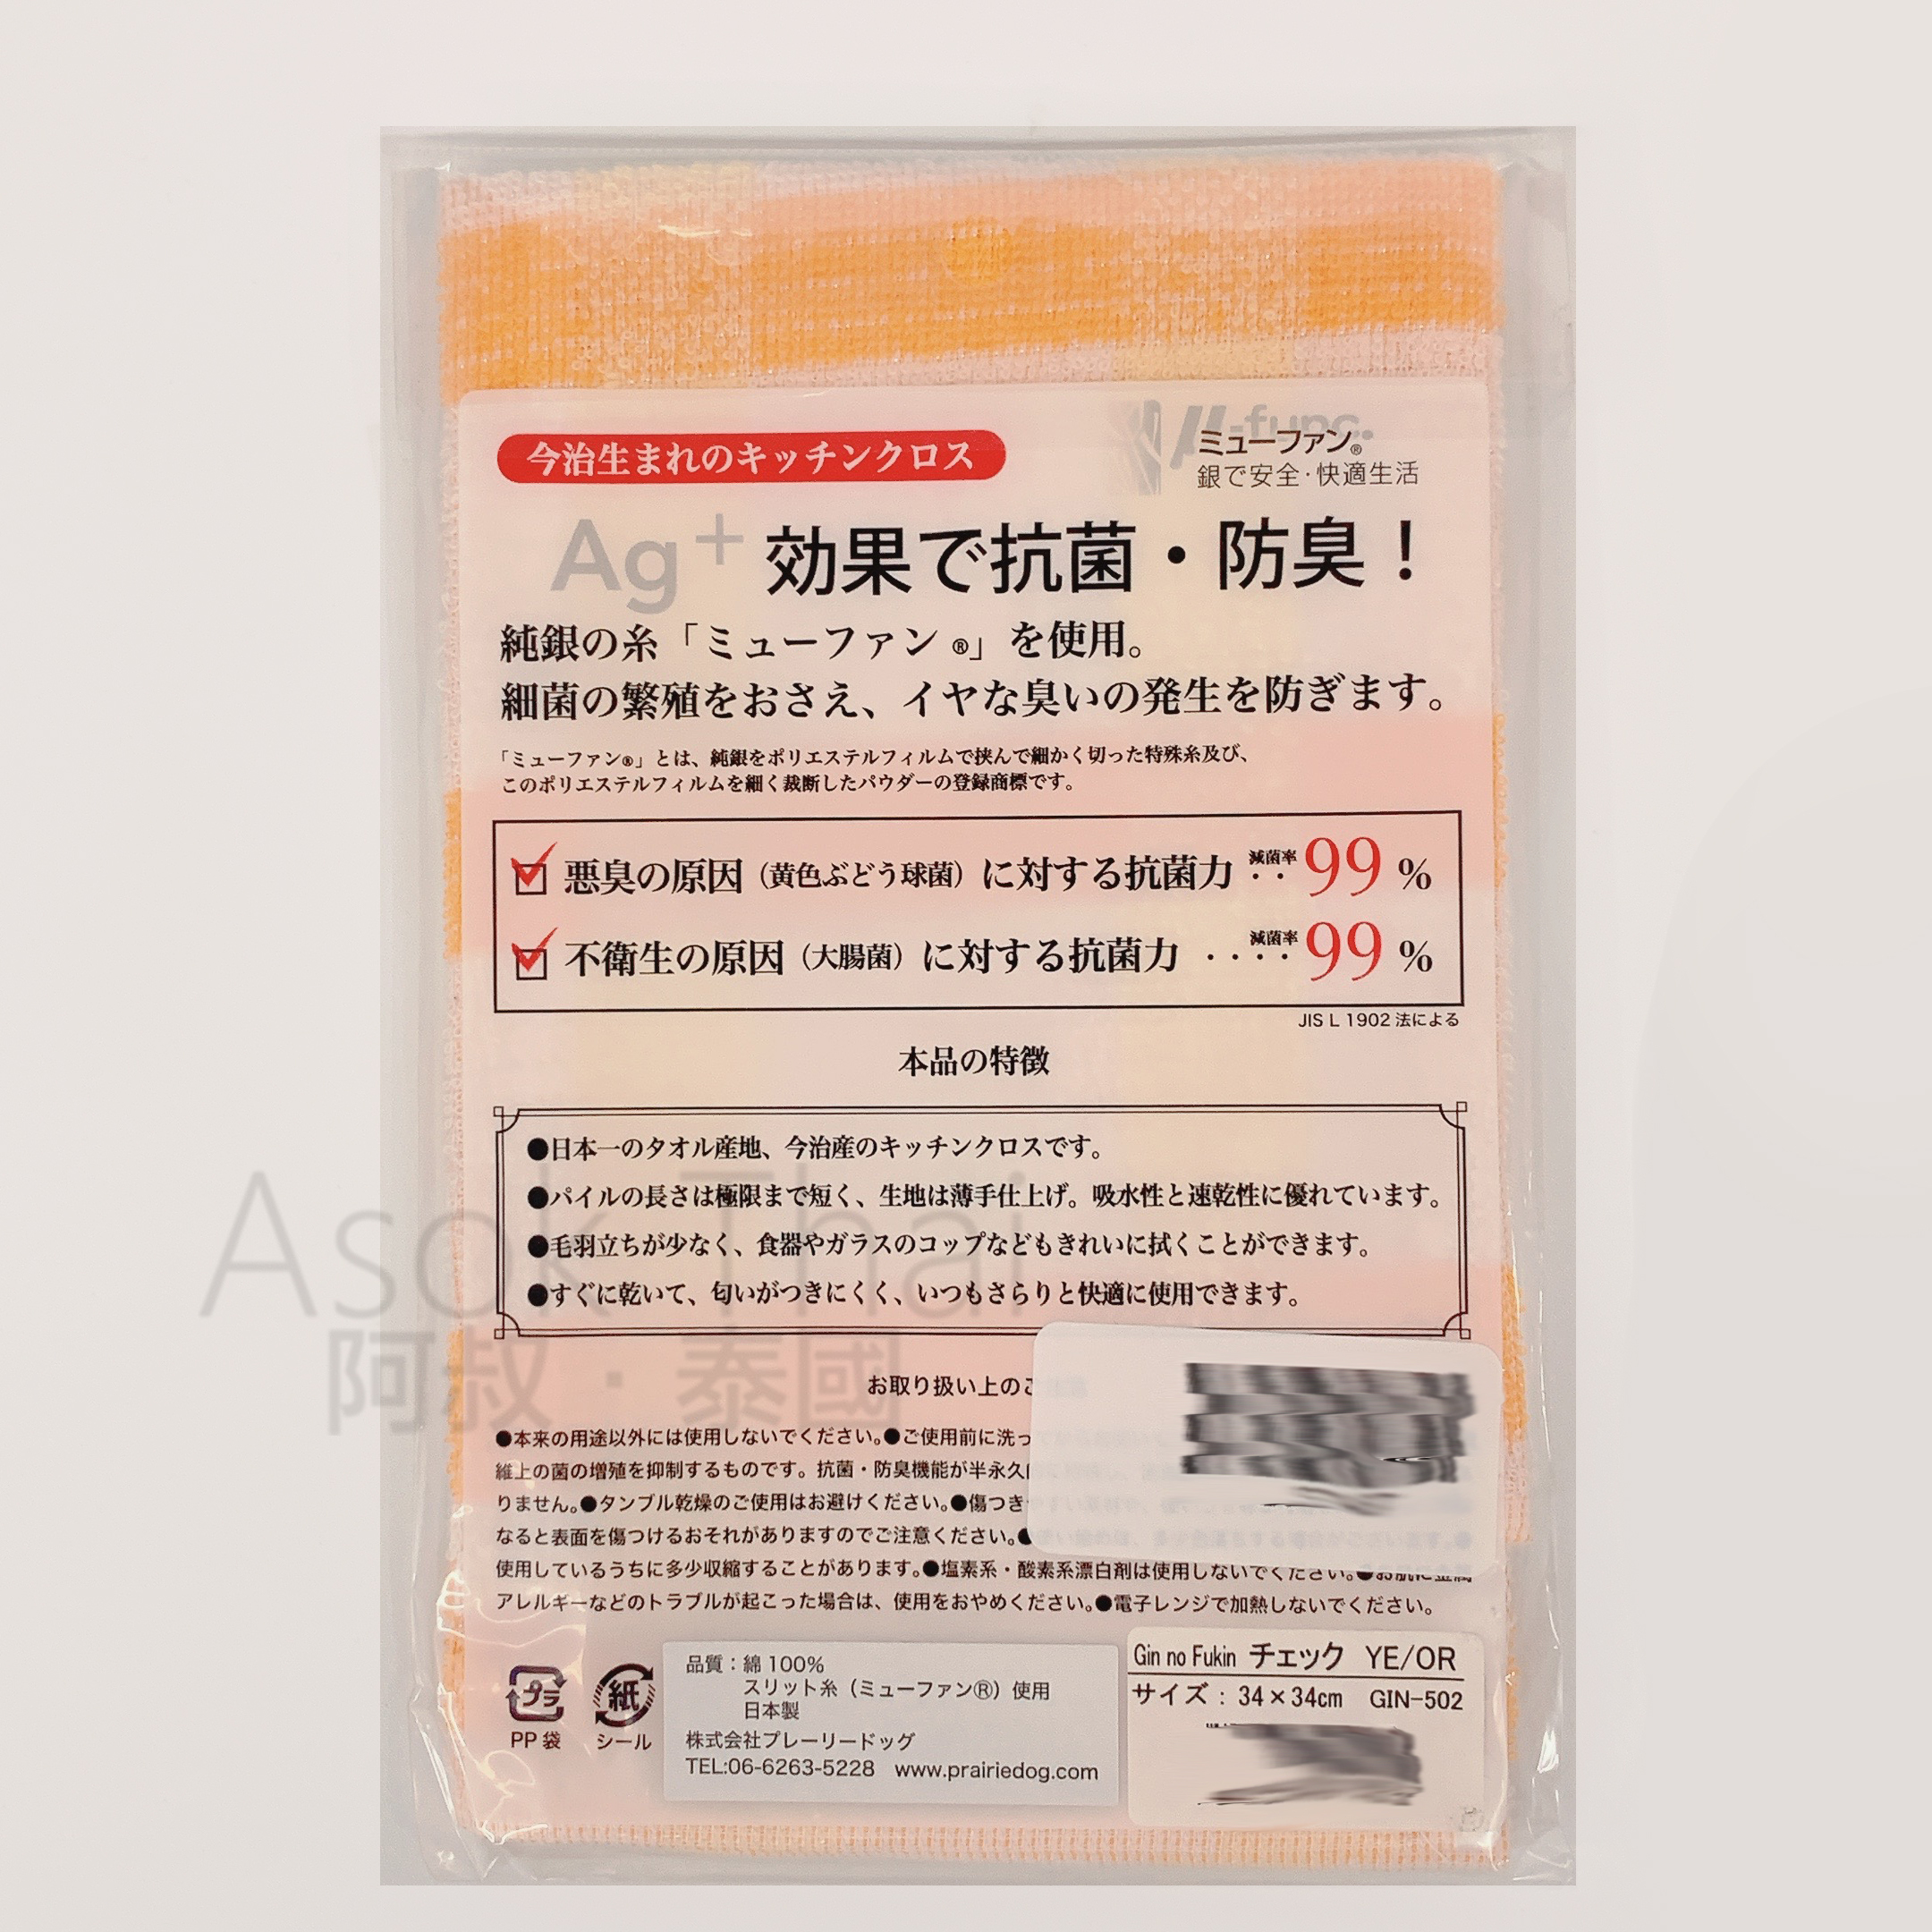 今治生まれのキッチンクロス
μ-func.
ミューファン®
銀で安全・快適生活
Ag+ 効果で抗菌・防臭！
純銀の糸「ミューファン®」を使用。
細菌の繁殖をおさえ、イヤな臭いの発生を防ぎます。
「ミューファン®」とは、純銀をポリエステルフィルムで挟んで細かく切った特殊糸及び、
このポリエステルフィルムを細く裁断したパウダーの登録商標です。
悪臭の原因（黄色ぶどう球菌）に対する抗菌力 ・・ 減菌率 99 %
不衛生の原因（大腸菌）に対する抗菌力 ・・・・ 減菌率 99 %
JIS L 1902 法による
本品の特徴
●日本一のタオル産地、今治産のキッチンクロスです。
●パイルの長さは極限まで短く、生地は薄手仕上げ。吸水性と速乾性に優れています。
●毛羽立ちが少なく、食器やガラスのコップなどもきれいに拭くことができます。
●すぐに乾いて、匂いがつきにくく、いつもさらりと快適に使用できます。
Asok Thai
阿叔・泰國
お取り扱い上のご
●本来の用途以外には使用しないでください。●ご使用前に洗っ
維上の菌の増殖を抑制するものです。抗菌・防臭機能が半永久
りません。●タンブル乾燥のご使用はお避けください。●傷つき
なると表面を傷つけるおそれがありますのでご注意ください。●
使用しているうちに多少収縮することがあります。●塩素系・酸素系漂白剤は使用しないでください。●お肌に金属
アレルギーなどのトラブルが起こった場合は、使用をおやめください。●電子レンジで加熱しないでください。
プラ
PP 袋
紙
シール
品質：綿 100%
スリット糸（ミューファン®）使用
日本製
株式会社プレーリードッグ
TEL:06-6263-5228 www.prairiedog.com
Gin no Fukin チェック YE/OR
サイズ：34×34cm GIN-502